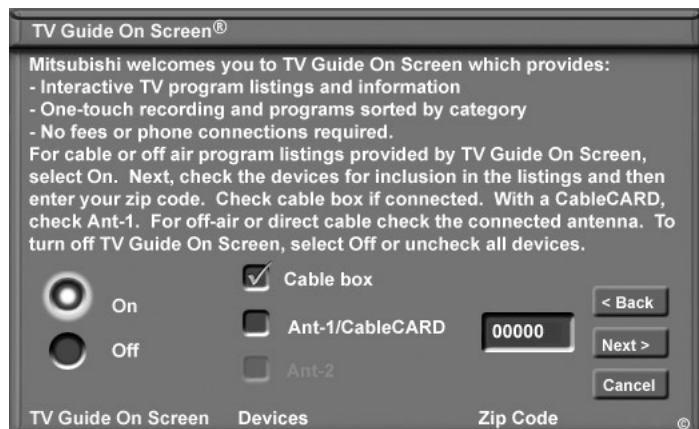 TV Guide On Screen®
Mitsubishi welcomes you to TV Guide On Screen which provides:
- Interactive TV program listings and information
- One-touch recording and programs sorted by category
- No fees or phone connections required.
For cable or off air program listings provided by TV Guide On Screen,
select On. Next, check the devices for inclusion in the listings and then
enter your zip code. Check cable box if connected. With a CableCARD,
check Ant-1. For off-air or direct cable check the connected antenna. To
turn off TV Guide On Screen, select Off or uncheck all devices.
Cable box
On
< Back
Ant-1/CableCARD
00000
Off
Next >
Ant-2
Cancel
TV Guide On Screen Devices Zip Code ©